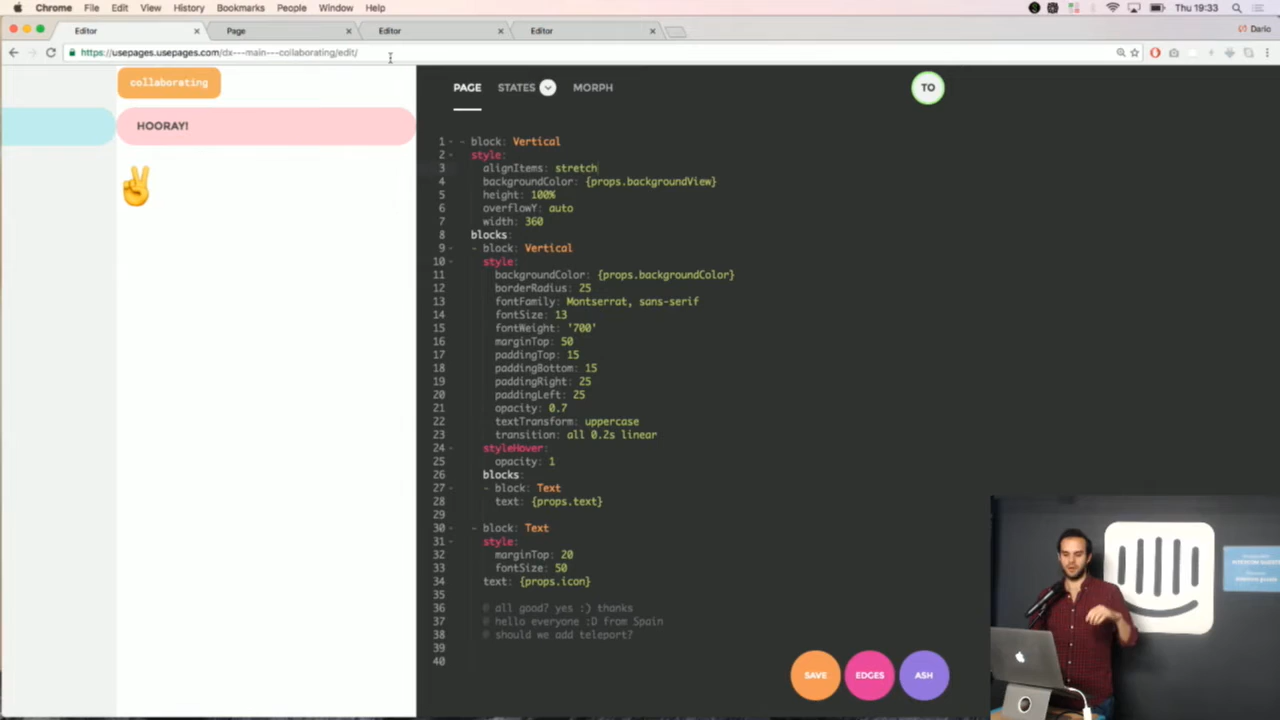 Chrome File Edit View History Bookmarks People Window Help
Thu 19:33
Editor
Page
Editor
Editor
Dario
https://usepages.usepages.com/dx---main---collaborating/edit/
collaborating
HOORAY!
PAGE STATES MORPH
TO
1 - block: Vertical
2 style:
3 alignItems: stretch
4 backgroundColor: {props.backgroundView}
5 height: 100%
6 overflowY: auto
7 width: 360
8 blocks:
9 - block: Vertical
10 style:
11 backgroundColor: {props.backgroundColor}
12 borderRadius: 25
13 fontFamily: Montserrat, sans-serif
14 fontSize: 13
15 fontWeight: '700'
16 marginTop: 50
17 paddingTop: 15
18 paddingBottom: 15
19 paddingRight: 25
20 paddingLeft: 25
21 opacity: 0.7
22 textTransform: uppercase
23 transition: all 0.2s linear
24 styleHover:
25 opacity: 1
26 blocks:
27 - block: Text
28 text: {props.text}
29
30 - block: Text
31 style:
32 marginTop: 20
33 fontSize: 50
34 text: {props.icon}
35
36 # all good? yes :) thanks
37 # hello everyone :D from Spain
38 # should we add teleport?
39
40
SAVE
EDGES
ASH